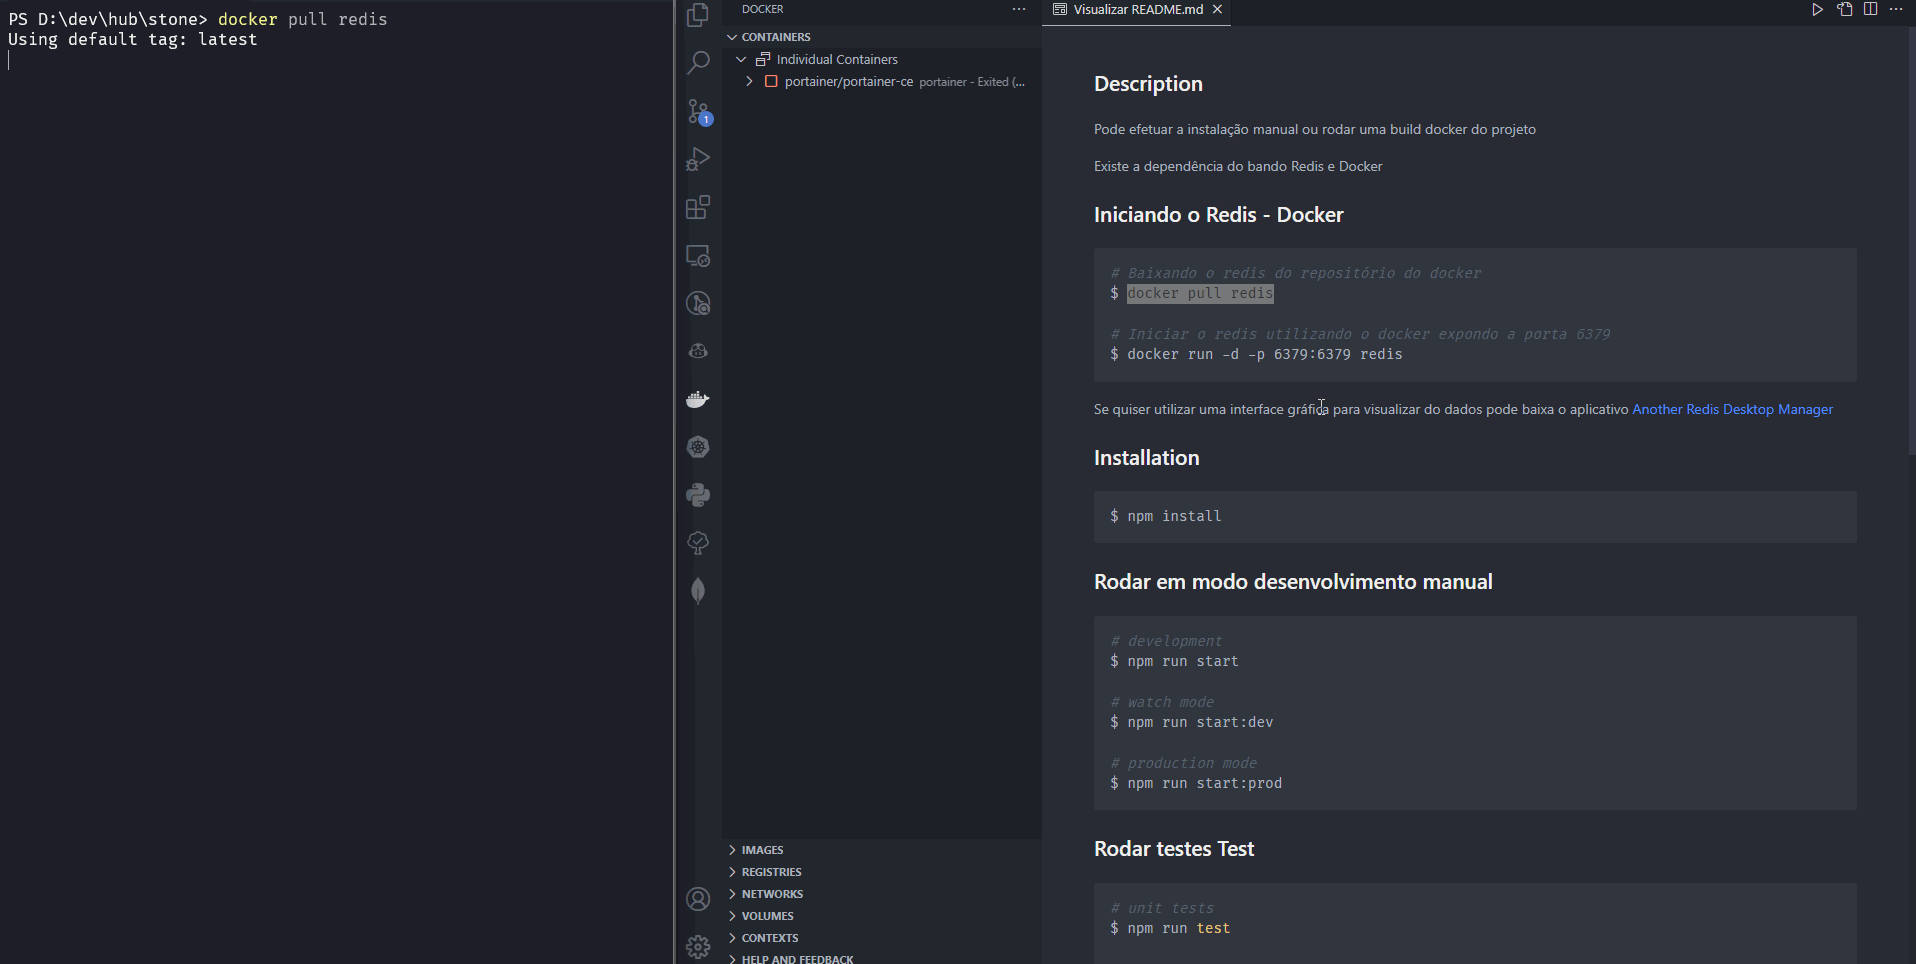 PS D:\dev\hub\stone> docker pull redis
Using default tag: latest
DOCKER
CONTAINERS
Individual Containers
portainer/portainer-ce portainer - Exited (...
1
IMAGES
REGISTRIES
NETWORKS
VOLUMES
CONTEXTS
HELP AND FEEDBACK
Visualizar README.md
Description
Pode efetuar a instalação manual ou rodar uma build docker do projeto
Existe a dependência do bando Redis e Docker
Iniciando o Redis - Docker
# Baixando o redis do repositório do docker
$ docker pull redis
# Iniciar o redis utilizando o docker expondo a porta 6379
$ docker run -d -p 6379:6379 redis
Se quiser utilizar uma interface gráfica para visualizar do dados pode baixa o aplicativo Another Redis Desktop Manager
Installation
$ npm install
Rodar em modo desenvolvimento manual
# development
$ npm run start
# watch mode
$ npm run start:dev
# production mode
$ npm run start:prod
Rodar testes Test
# unit tests
$ npm run test